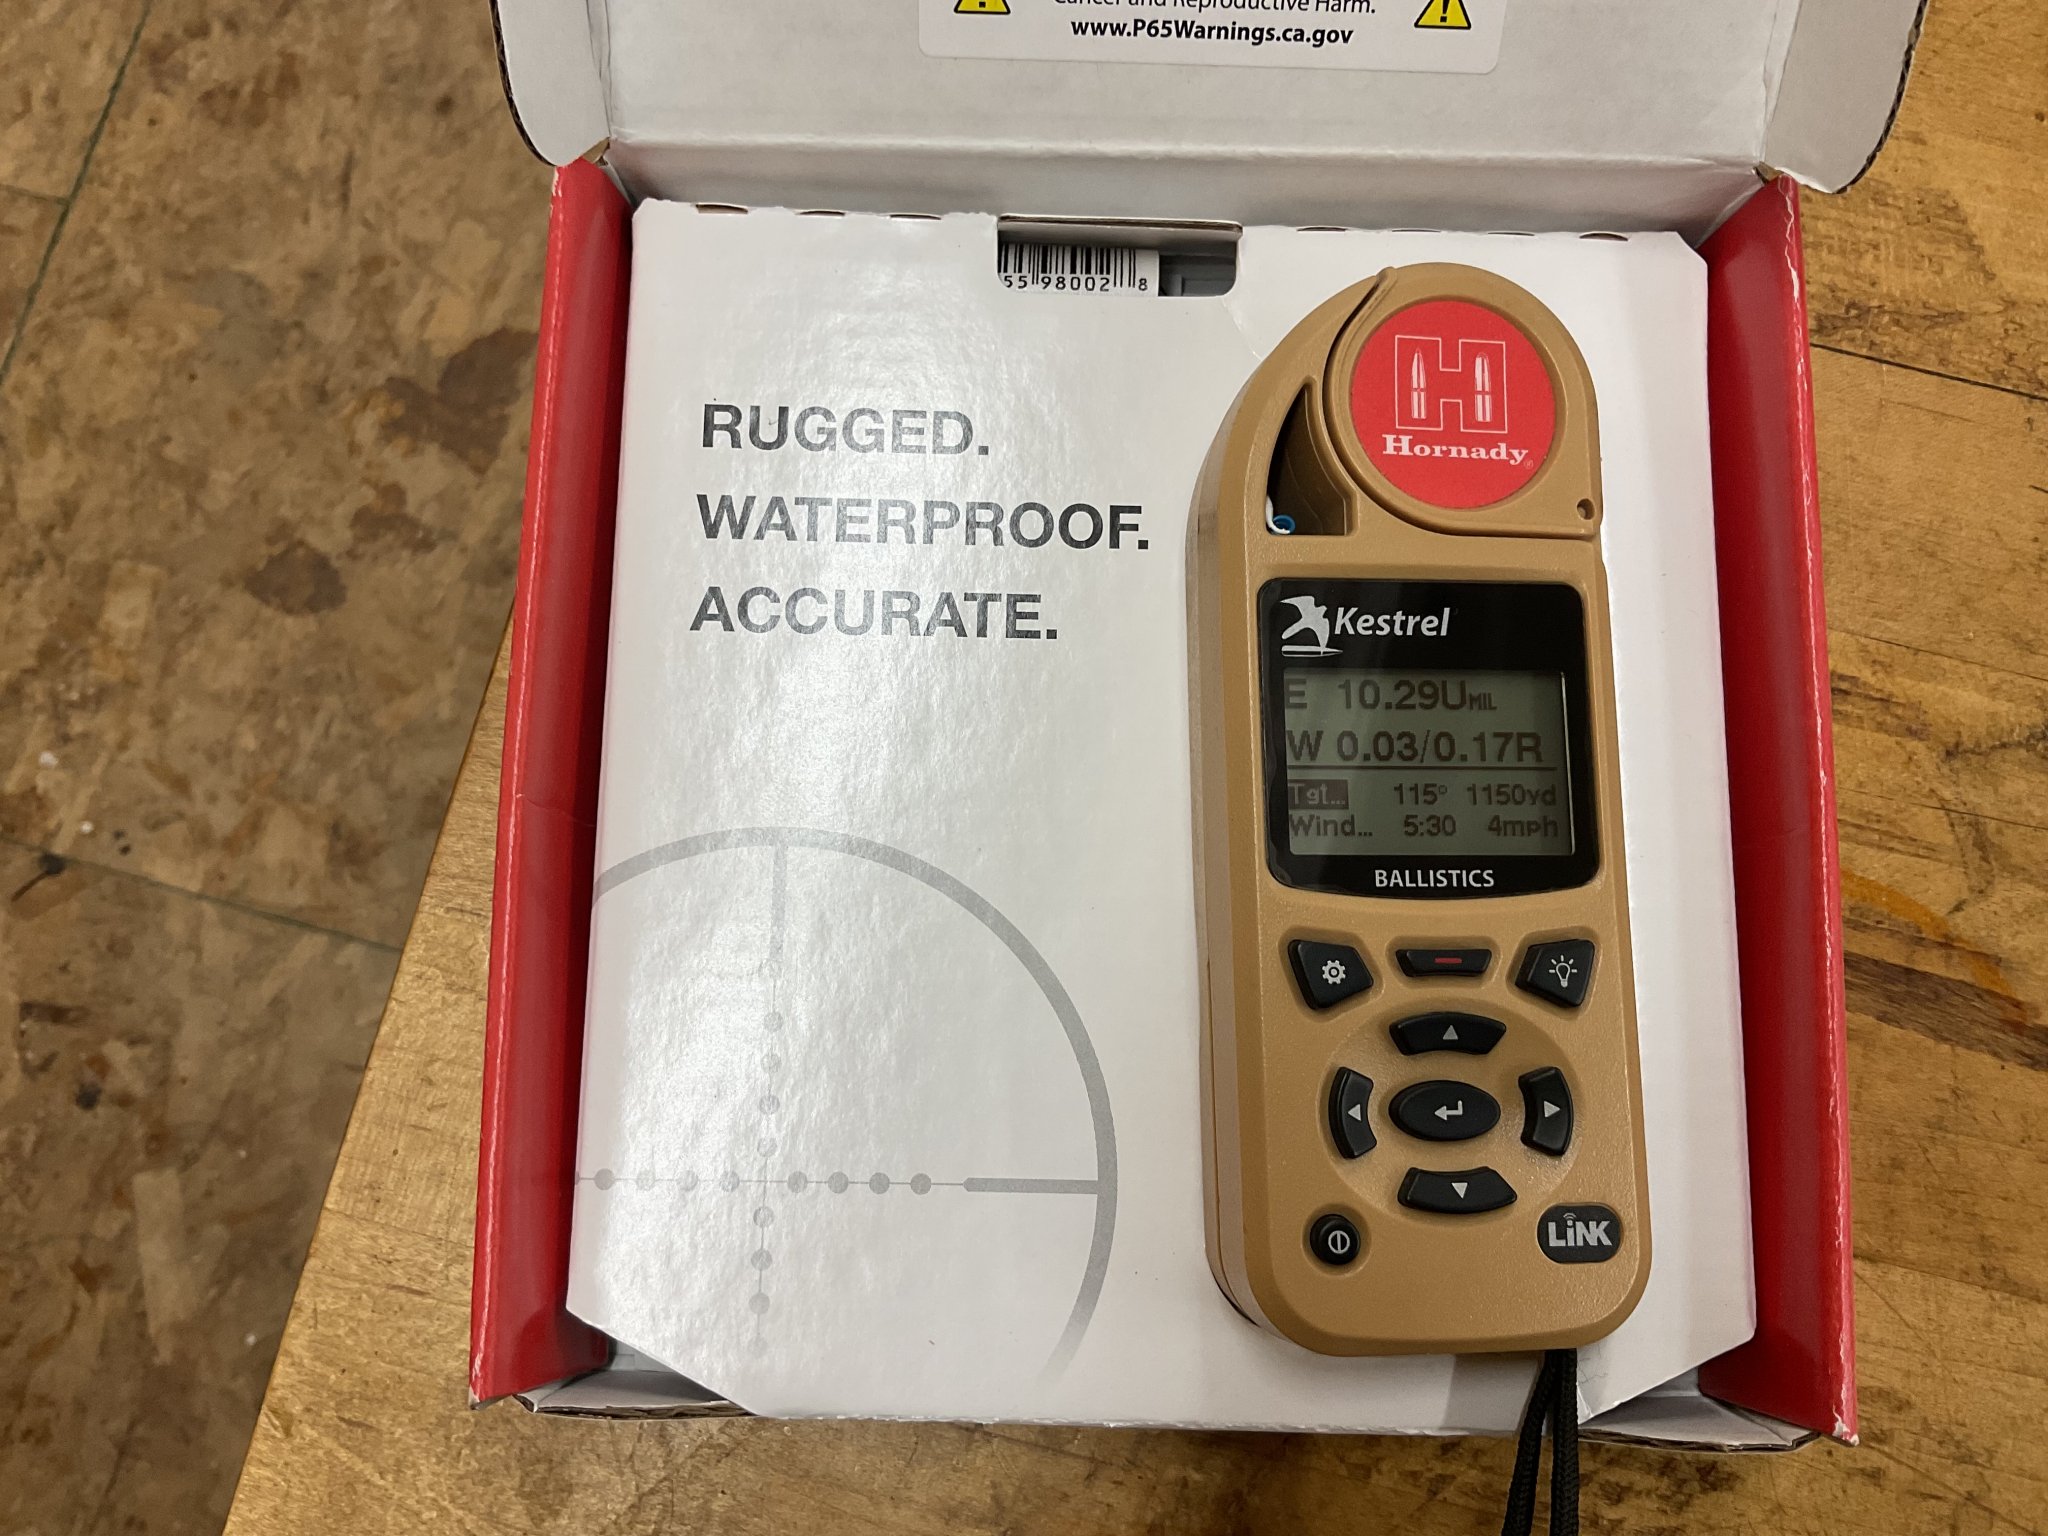 Cancer and Reproductive Harm.
www.P65Warnings.ca.gov
55 98002 8
RUGGED.
WATERPROOF.
ACCURATE.
H
Hornady®
Kestrel
E 10.29UMIL
W 0.03/0.17R
Tgt... 115° 1150yd
Wind... 5:30 4mph
BALLISTICS
LiNK